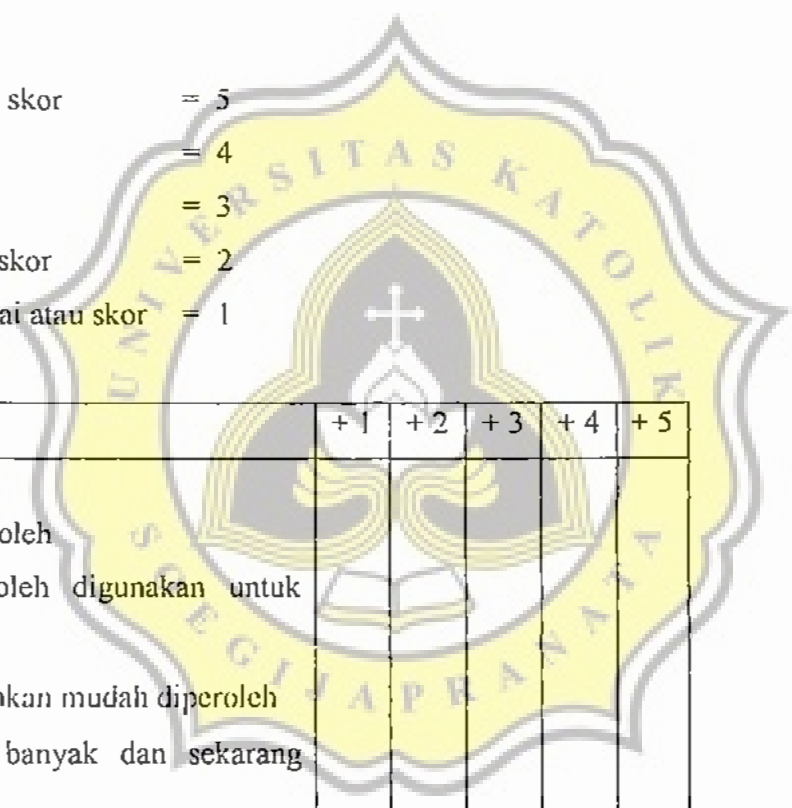 skor = 5
= 4
= 3
skor = 2
ai atau skor = 1
UNIVERSITAS KATOLIK
+ 1 + 2 + 3 + 4 + 5
oleh
oleh digunakan untuk
akan mudah diperoleh
banyak dan sekarang
SOEGIJAPRANATA